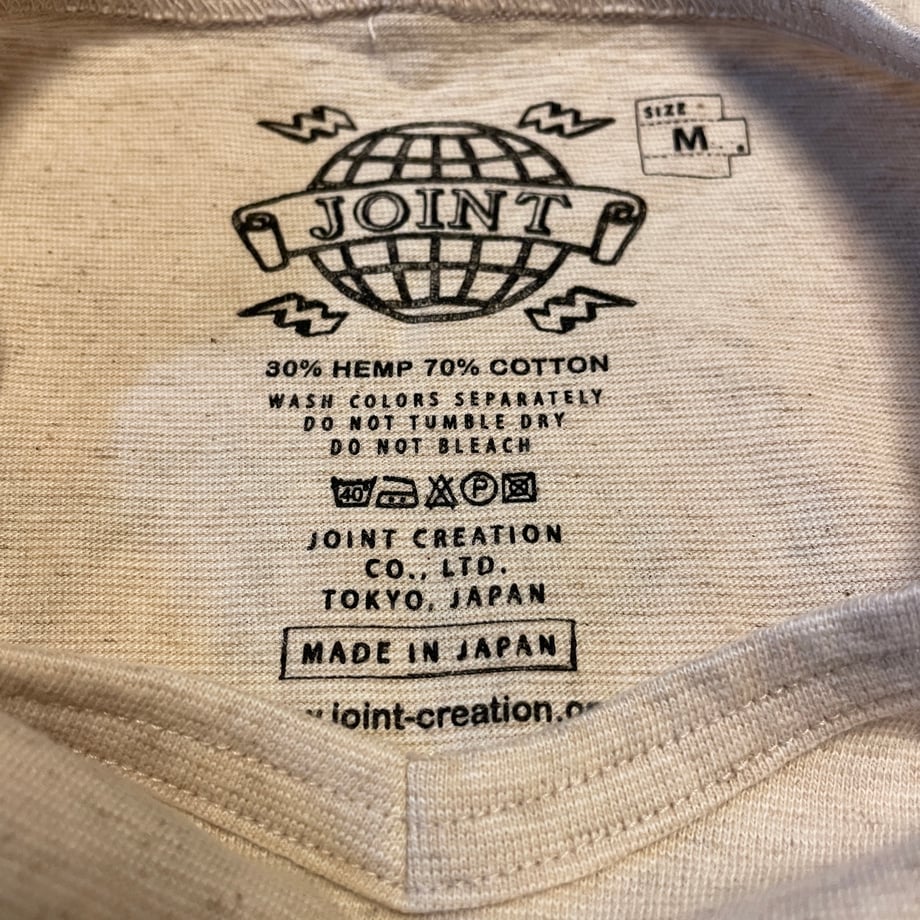 JOINT
SIZE
M
30% HEMP 70% COTTON
WASH COLORS SEPARATELY
DO NOT TUMBLE DRY
DO NOT BLEACH
40 P
JOINT CREATION
CO., LTD.
TOKYO, JAPAN
MADE IN JAPAN
joint-creation.